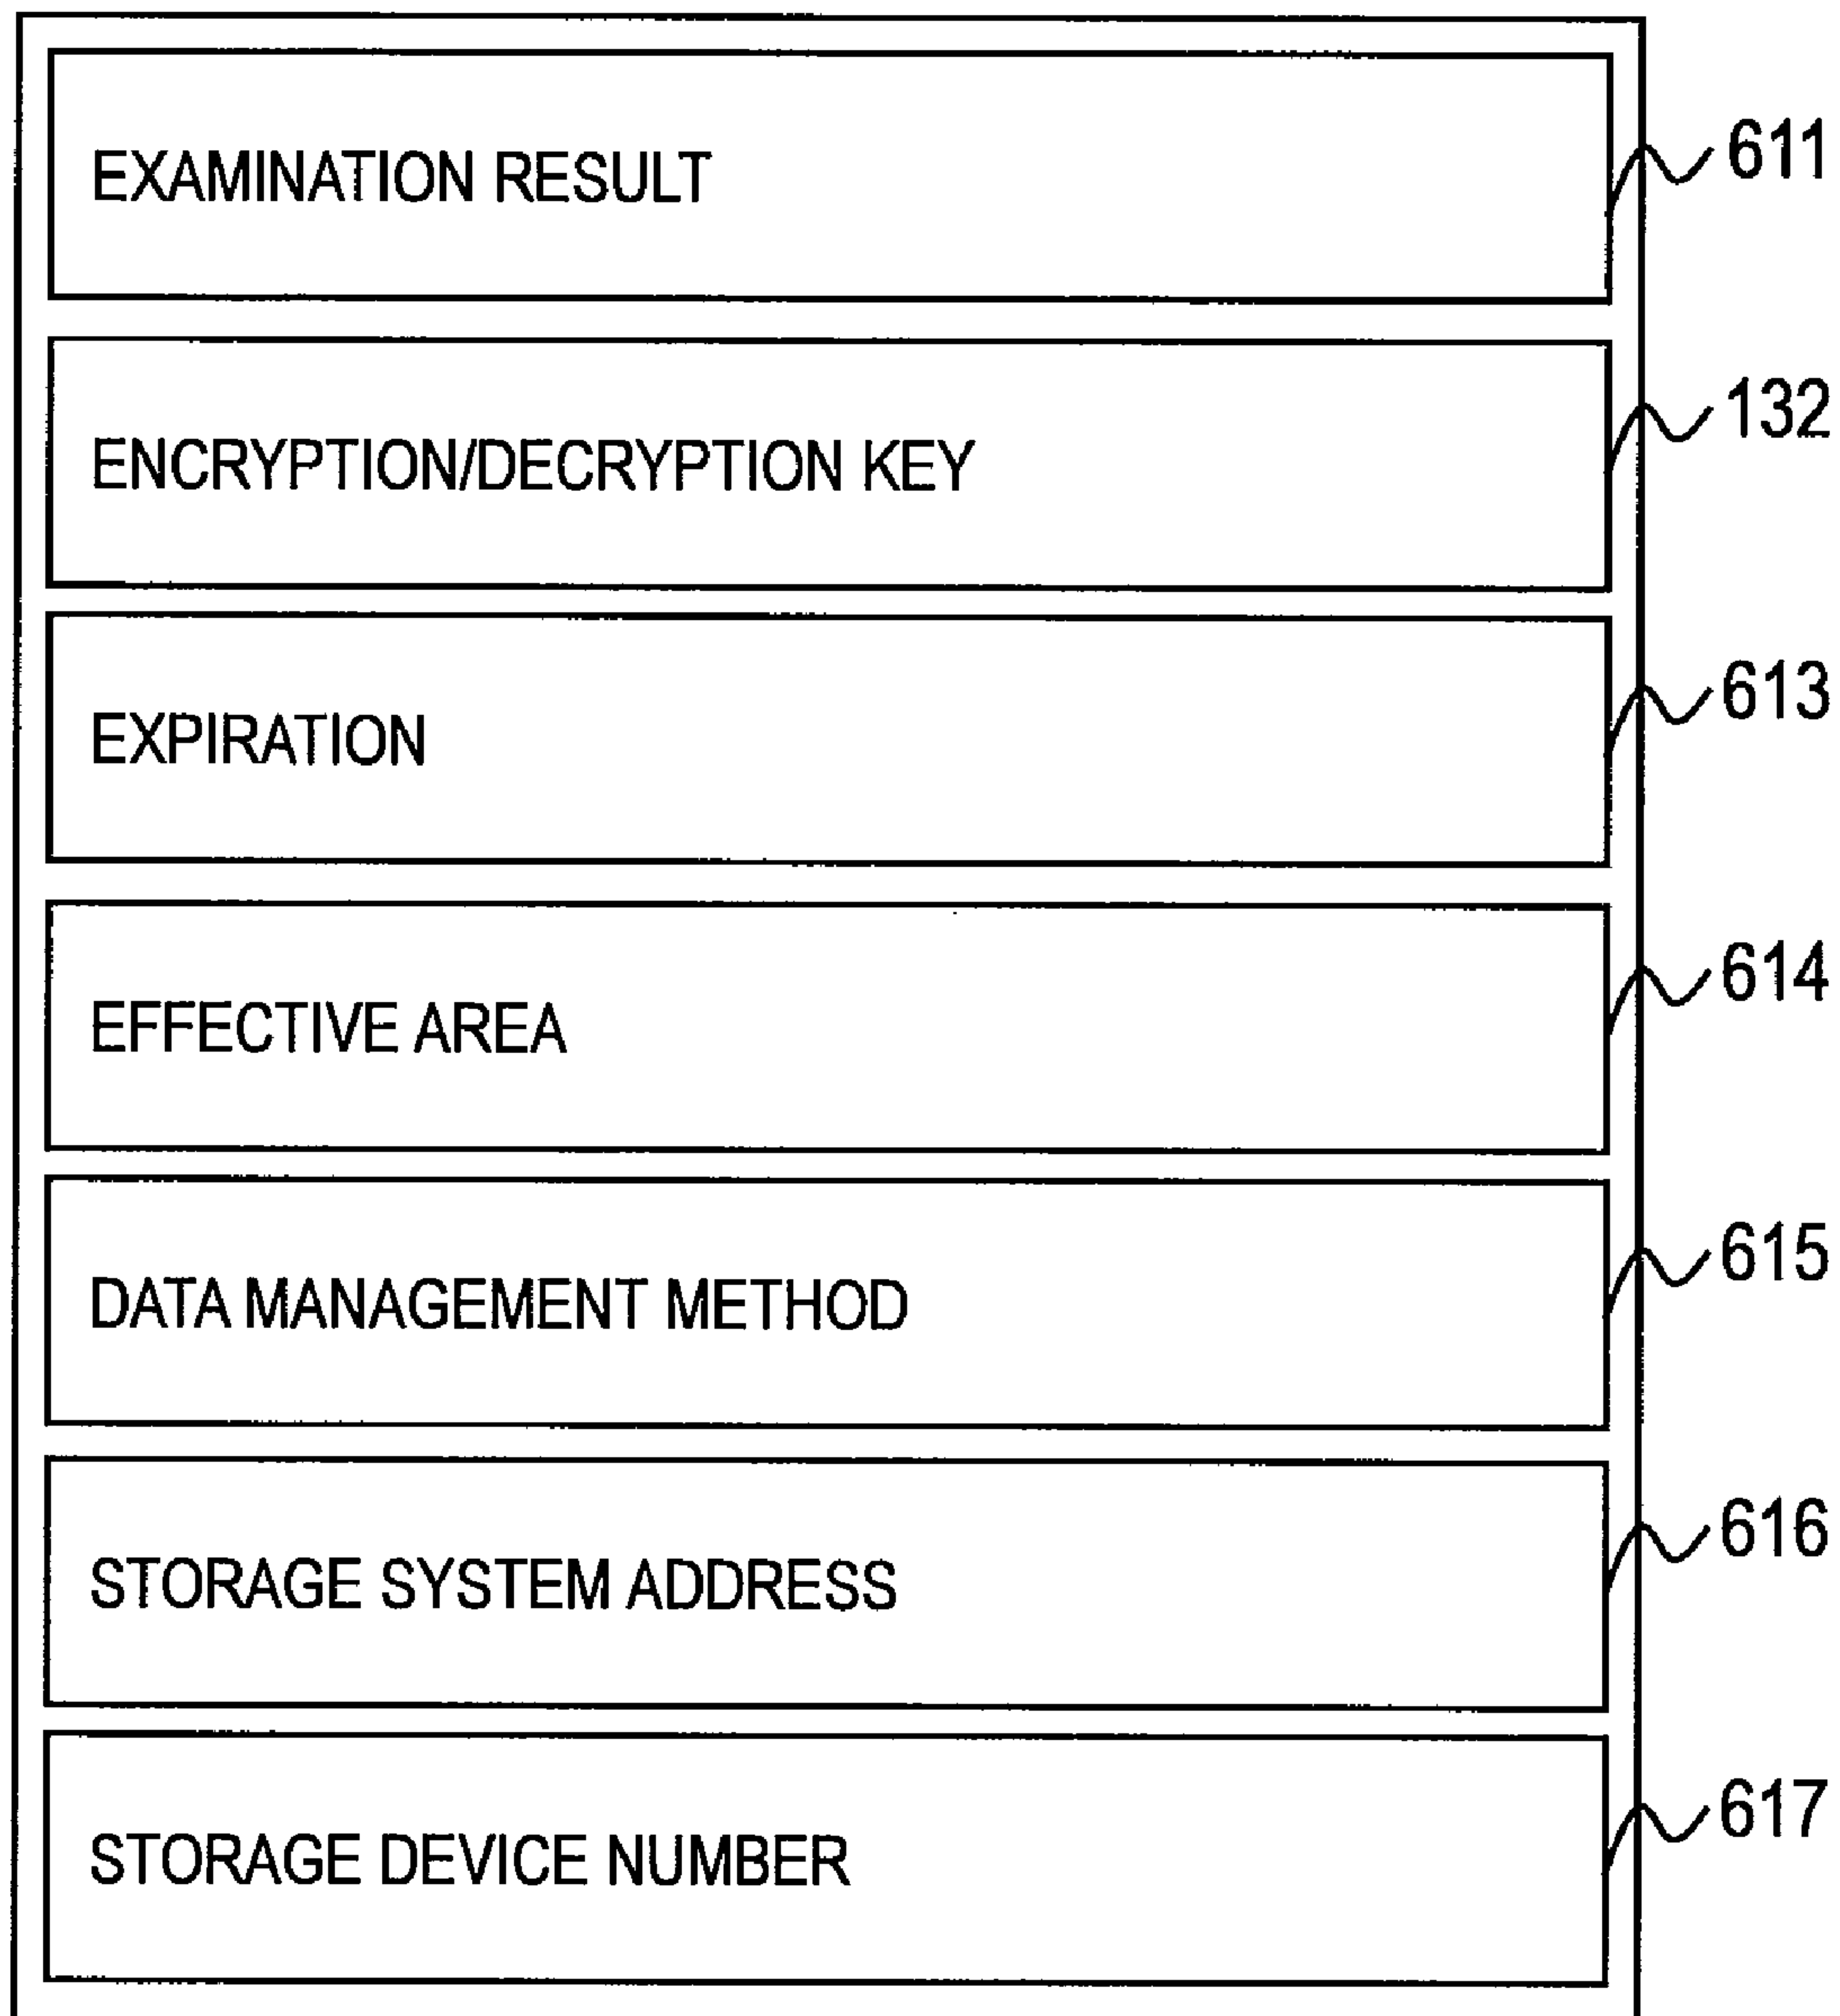 EXAMINATION RESULT 611
ENCRYPTION/DECRYPTION KEY 132
EXPIRATION 613
EFFECTIVE AREA 614
DATA MANAGEMENT METHOD 615
STORAGE SYSTEM ADDRESS 616
STORAGE DEVICE NUMBER 617